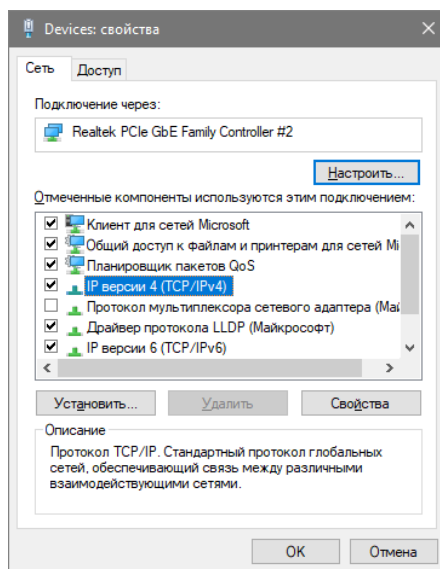 Devices: свойства
Сеть
Доступ
Подключение через:
Realtek PCIe GbE Family Controller #2
Настроить...
Отмеченные компоненты используются этим подключением:
Клиент для сетей Microsoft
Общий доступ к файлам и принтерам для сетей Mi
Планировщик пакетов QoS
IP версии 4 (TCP/IPv4)
Протокол мультиплексора сетевого адаптера (Май
Драйвер протокола LLDP (Майкрософт)
IP версии 6 (TCP/IPv6)
Установить...
Удалить
Свойства
Описание
Протокол TCP/IP. Стандартный протокол глобальных
сетей, обеспечивающий связь между различными
взаимодействующими сетями.
OK
Отмена